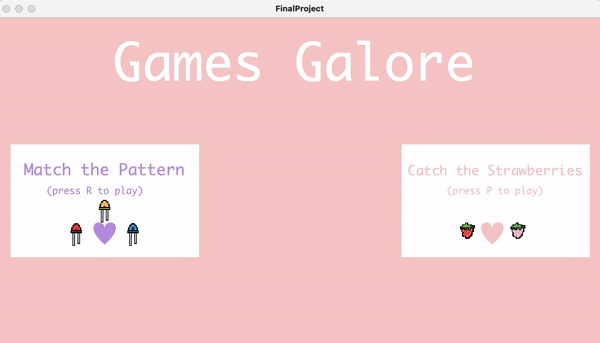 FinalProject
Games Galore
Match the Pattern
(press R to play)
Catch the Strawberries
(press P to play)